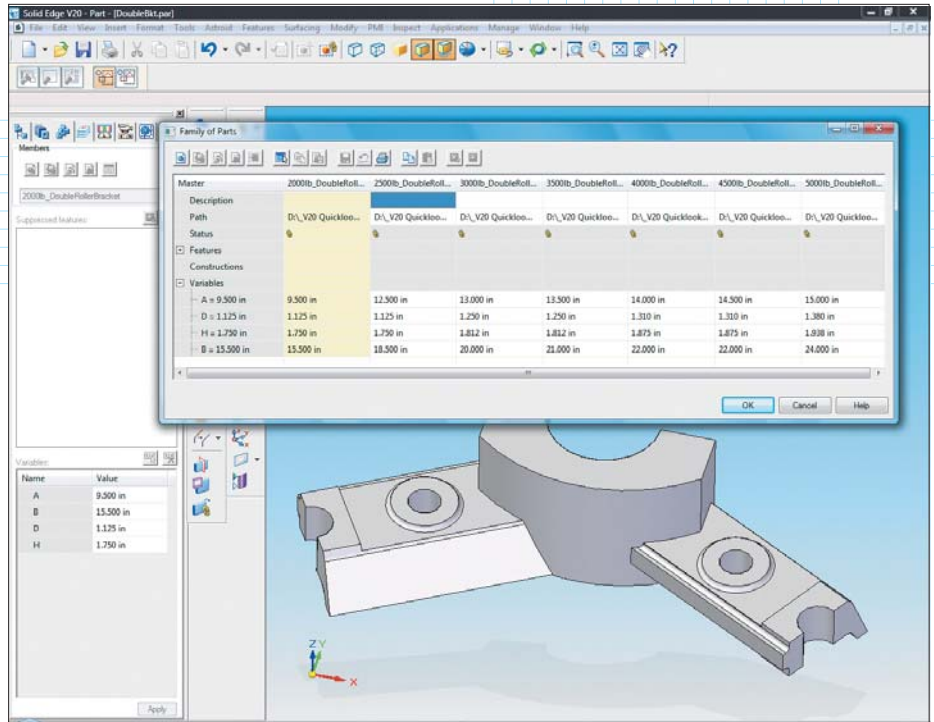 Solid Edge V20 - Part - [DoubleBkt.par]
File Edit View Insert Format Tools Astroid Features Surfacing Modify PMI Inspect Applications Manage Window Help
Family of Parts
Members
2000lb_DoubleRollerBracket
Suppressed features:
Master 2000lb_DoubleRoll... 2500lb_DoubleRoll... 3000lb_DoubleRoll... 3500lb_DoubleRoll... 4000lb_DoubleRoll... 4500lb_DoubleRoll... 5000lb_DoubleRoll...
Description
Path D:\_V20 Quickloo... D:\_V20 Quickloo... D:\_V20 Quickloo... D:\_V20 Quickloo... D:\_V20 Quicklook... D:\_V20 Quickloo... D:\_V20 Quickloo...
Status
Features
Constructions
Variables
A = 9.500 in 9.500 in 12.500 in 13.000 in 13.500 in 14.000 in 14.500 in 15.000 in
D = 1.125 in 1.125 in 1.125 in 1.250 in 1.250 in 1.310 in 1.310 in 1.380 in
H = 1.750 in 1.750 in 1.750 in 1.812 in 1.812 in 1.875 in 1.875 in 1.938 in
B = 15.500 in 15.500 in 18.500 in 20.000 in 21.000 in 22.000 in 22.000 in 24.000 in
OK Cancel Help
Variables:
Name Value
A 9.500 in
B 15.500 in
D 1.125 in
H 1.750 in
Apply
Z Y
X